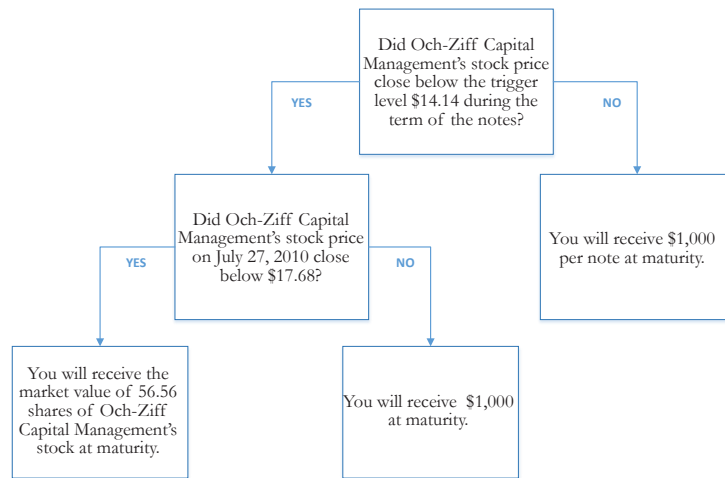 Did Och-Ziff Capital
Management's stock price
close below the trigger
level $14.14 during the
term of the notes?
YES
NO
Did Och-Ziff Capital
Management's stock price
on July 27, 2010 close
below $17.68?
You will receive $1,000
per note at maturity.
YES
NO
You will receive the
market value of 56.56
shares of Och-Ziff
Capital Management's
stock at maturity.
You will receive $1,000
at maturity.